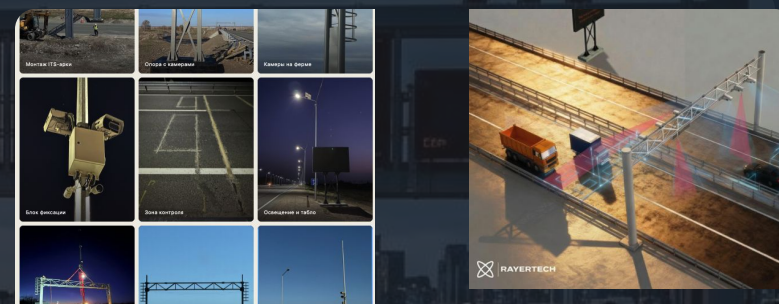 Монтаж ITS-арки
Опора с камерами
Камеры на ферме
Блок фиксации
Зона контроля
Освещение и табло
RAYERTECH